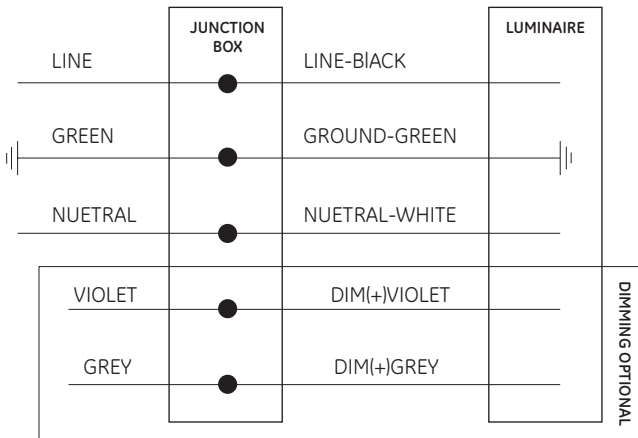 JUNCTION
BOX
LUMINAIRE
LINE
LINE-BlACK
GREEN
GROUND-GREEN
NUETRAL
NUETRAL-WHITE
VIOLET
DIM(+)VIOLET
GREY
DIM(+)GREY
DIMMING OPTIONAL